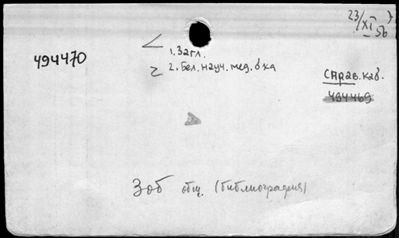 23/XI 56)
1. Загл.
494470
2. Бел. науч. мед. б-ка
Справ. каб.
494469
Зоб общ. (библиография)